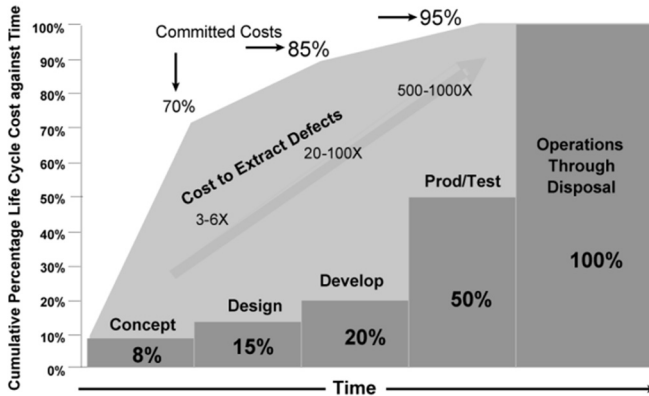 Cumulative Percentage Life Cycle Cost against Time
100%
90%
80%
70%
60%
50%
40%
30%
20%
10%
0%
Committed Costs
70%
85%
95%
Cost to Extract Defects
3-6X
20-100X
500-1000X
Concept
8%
Design
15%
Develop
20%
Prod/Test
50%
Operations
Through
Disposal
100%
Time